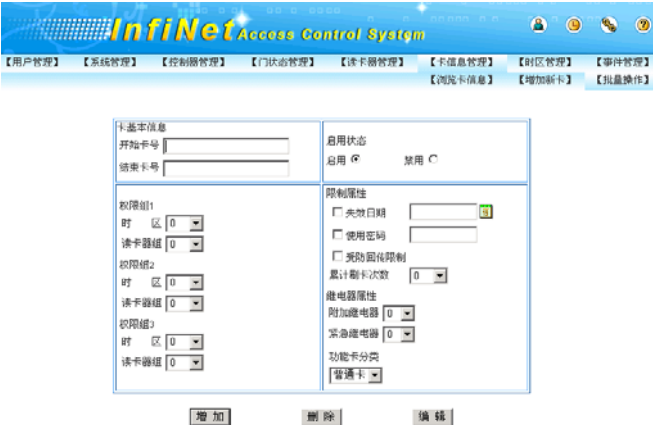 InfiNet Access Control System
【用户管理】 【系统管理】 【控制器管理】 【门状态管理】 【读卡器管理】 【卡信息管理】 【时区管理】 【事件管理】
【浏览卡信息】 【增加新卡】 【批量操作】
卡基本信息
开始卡号
结束卡号
启用状态
启用 禁用
权限组1
时 区 0
读卡器组 0
权限组2
时 区 0
读卡器组 0
权限组3
时 区 0
读卡器组 0
限制属性
失效日期
使用密码
受防回传限制
累计刷卡次数 0
继电器属性
附加继电器 0
紧急继电器 0
功能卡分类
普通卡
增 加 删 除 编 辑